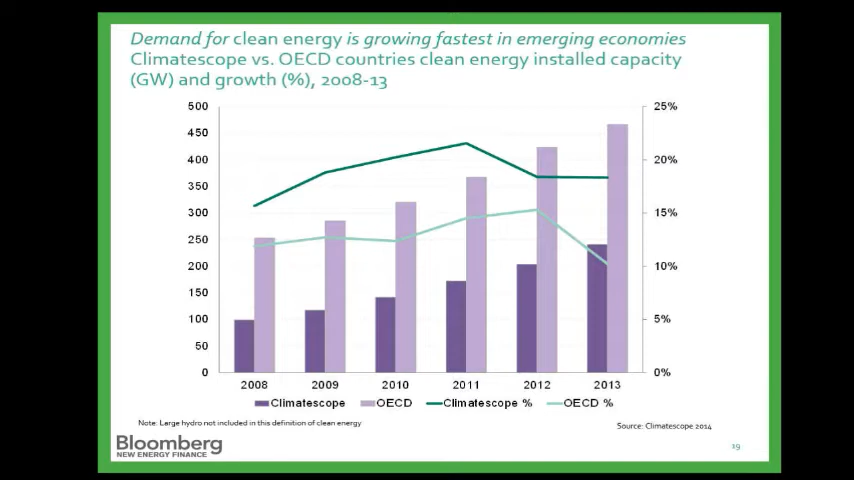 Demand for clean energy is growing fastest in emerging economies
Climatescope vs. OECD countries clean energy installed capacity
(GW) and growth (%), 2008-13
500 25%
450
400 20%
350
300 15%
250
200 10%
150
100 5%
50
0 0%
2008 2009 2010 2011 2012 2013
Climatescope OECD Climatescope % OECD %
Note: Large hydro not included in this definition of clean energy
Source: Climatescope 2014
Bloomberg
NEW ENERGY FINANCE
19